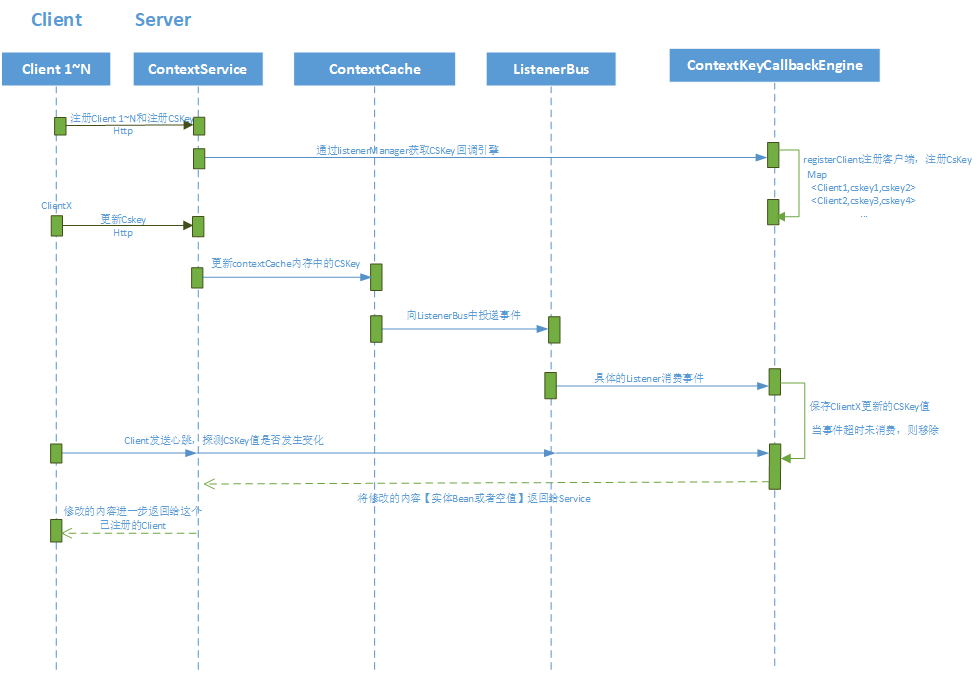 Client
Server
Client 1~N
ContextService
ContextCache
ListenerBus
ContextKeyCallbackEngine
注册Client 1~N和注册CSKey
Http
通过listenerManager获取CSKey回调引擎
registerClient注册客户端，注册CsKey
Map
<Client1,cskey1,cskey2>
<Client2,cskey3,cskey4>
...
ClientX
更新Cskey
Http
更新contextCache内存中的CSKey
向ListenerBus中投递事件
具体的Listener消费事件
保存ClientX更新的CSKey值
当事件超时未消费，则移除
Client发送心跳，探测CSKey值是否发生变化
将修改的内容【实体Bean或者空值】返回给Service
修改的内容进一步返回给这个
已注册的Client